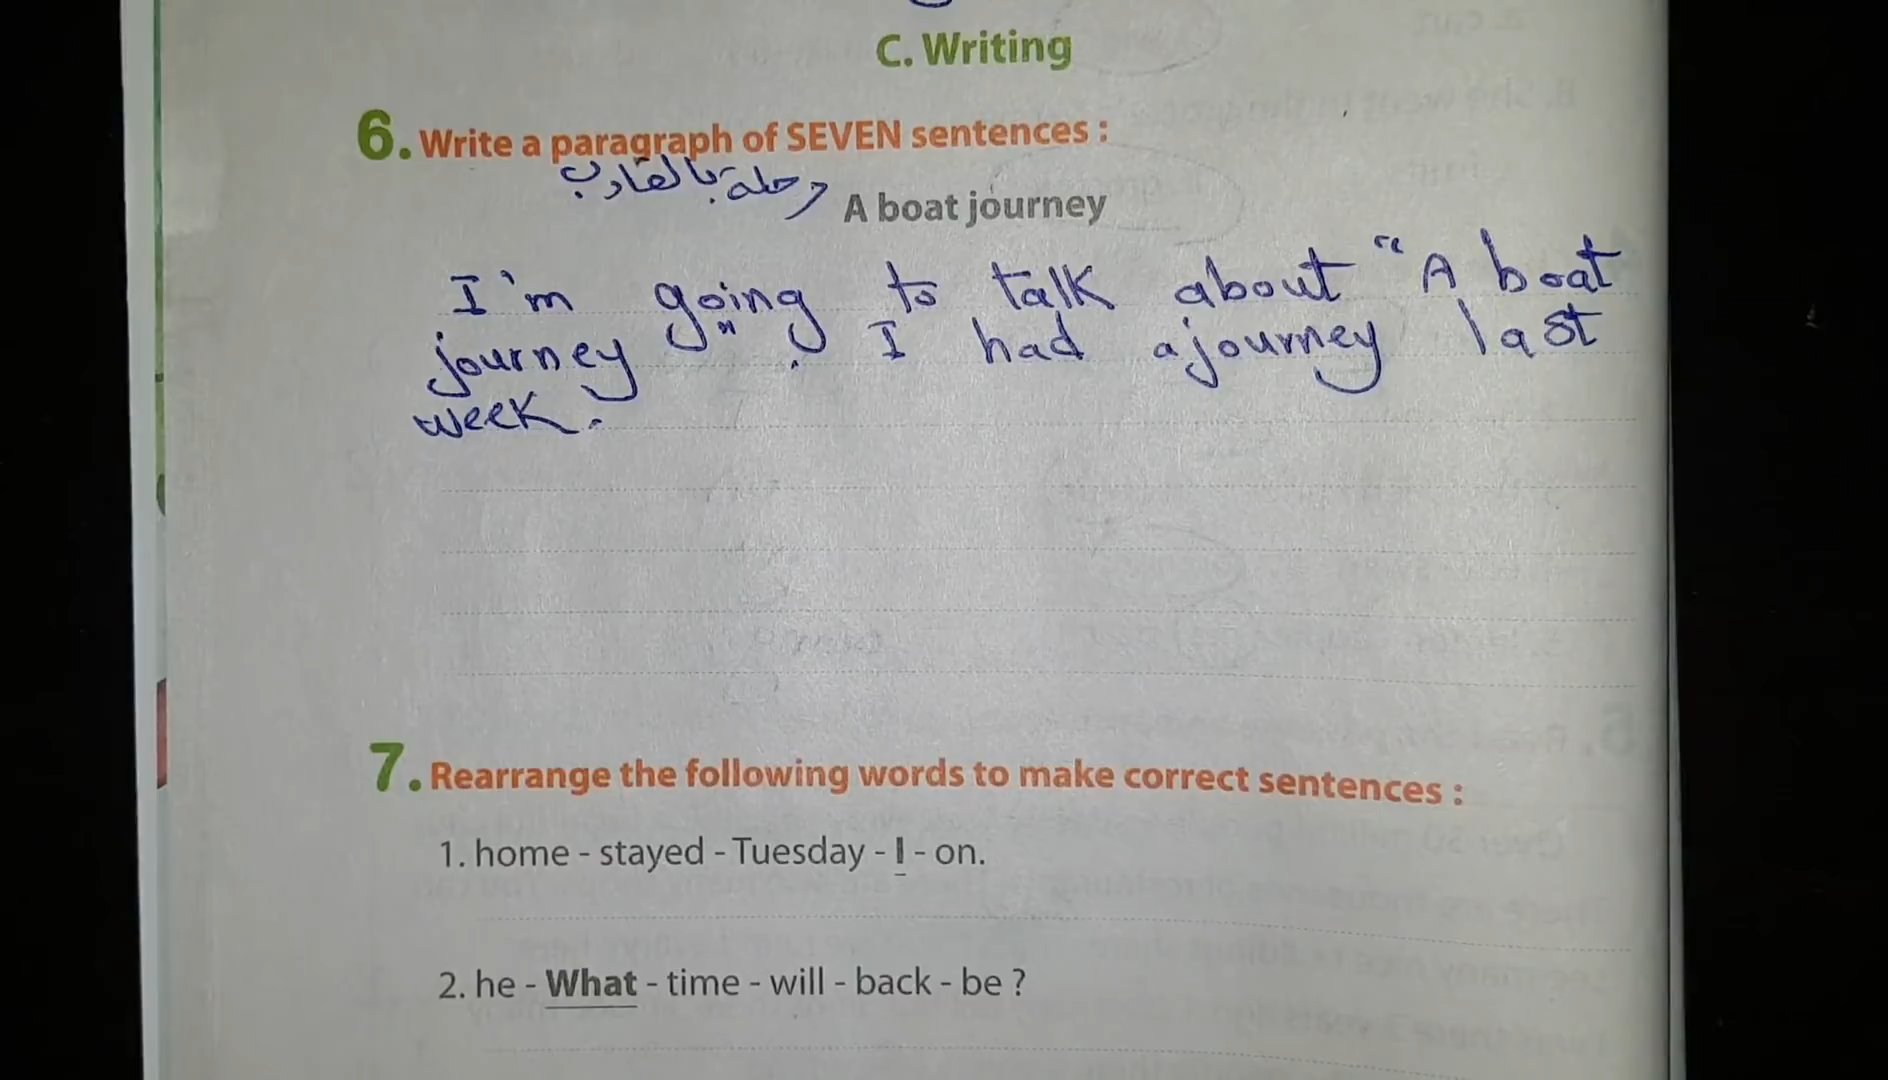 C. Writing
6. Write a paragraph of SEVEN sentences :
رحلة بالقارب
A boat journey
I'm going to talk about "A boat
journey". I had a journey last
week.
7. Rearrange the following words to make correct sentences :
1. home - stayed - Tuesday - I - on.
2. he - What - time - will - back - be ?